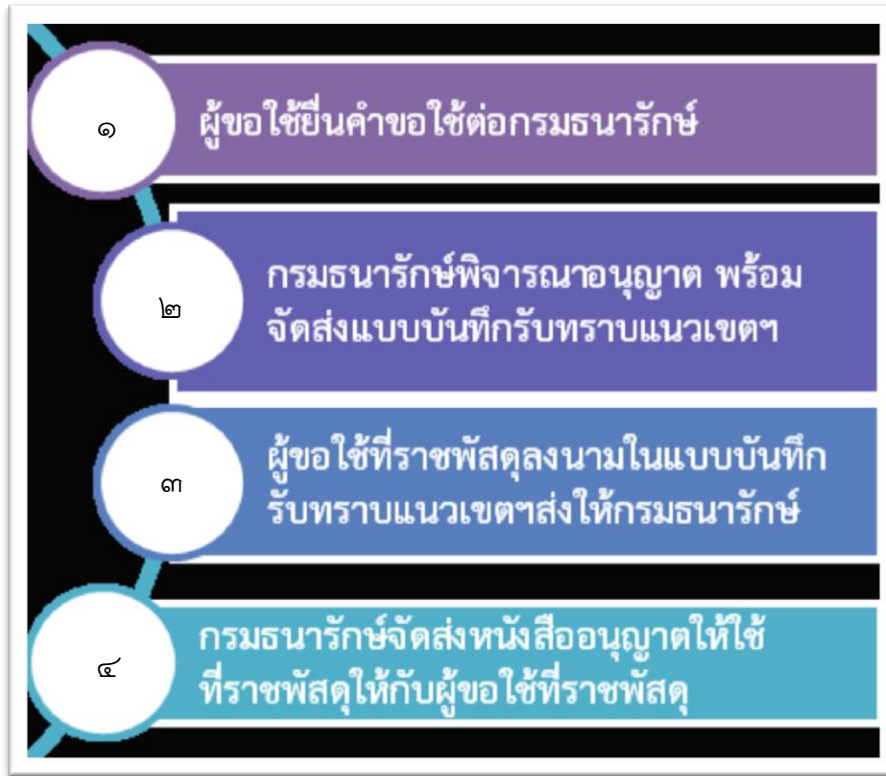 ๑
ผู้ขอใช้ยื่นคำขอใช้ต่อกรมธนารักษ์
๒
กรมธนารักษ์พิจารณาอนุญาต พร้อม
จัดส่งแบบบันทึกรับทราบแนวเขตฯ
๓
ผู้ขอใช้ที่ราชพัสดุลงนามในแบบบันทึก
รับทราบแนวเขตฯส่งให้กรมธนารักษ์
๔
กรมธนารักษ์จัดส่งหนังสืออนุญาตให้ใช้
ที่ราชพัสดุให้กับผู้ขอใช้ที่ราชพัสดุ